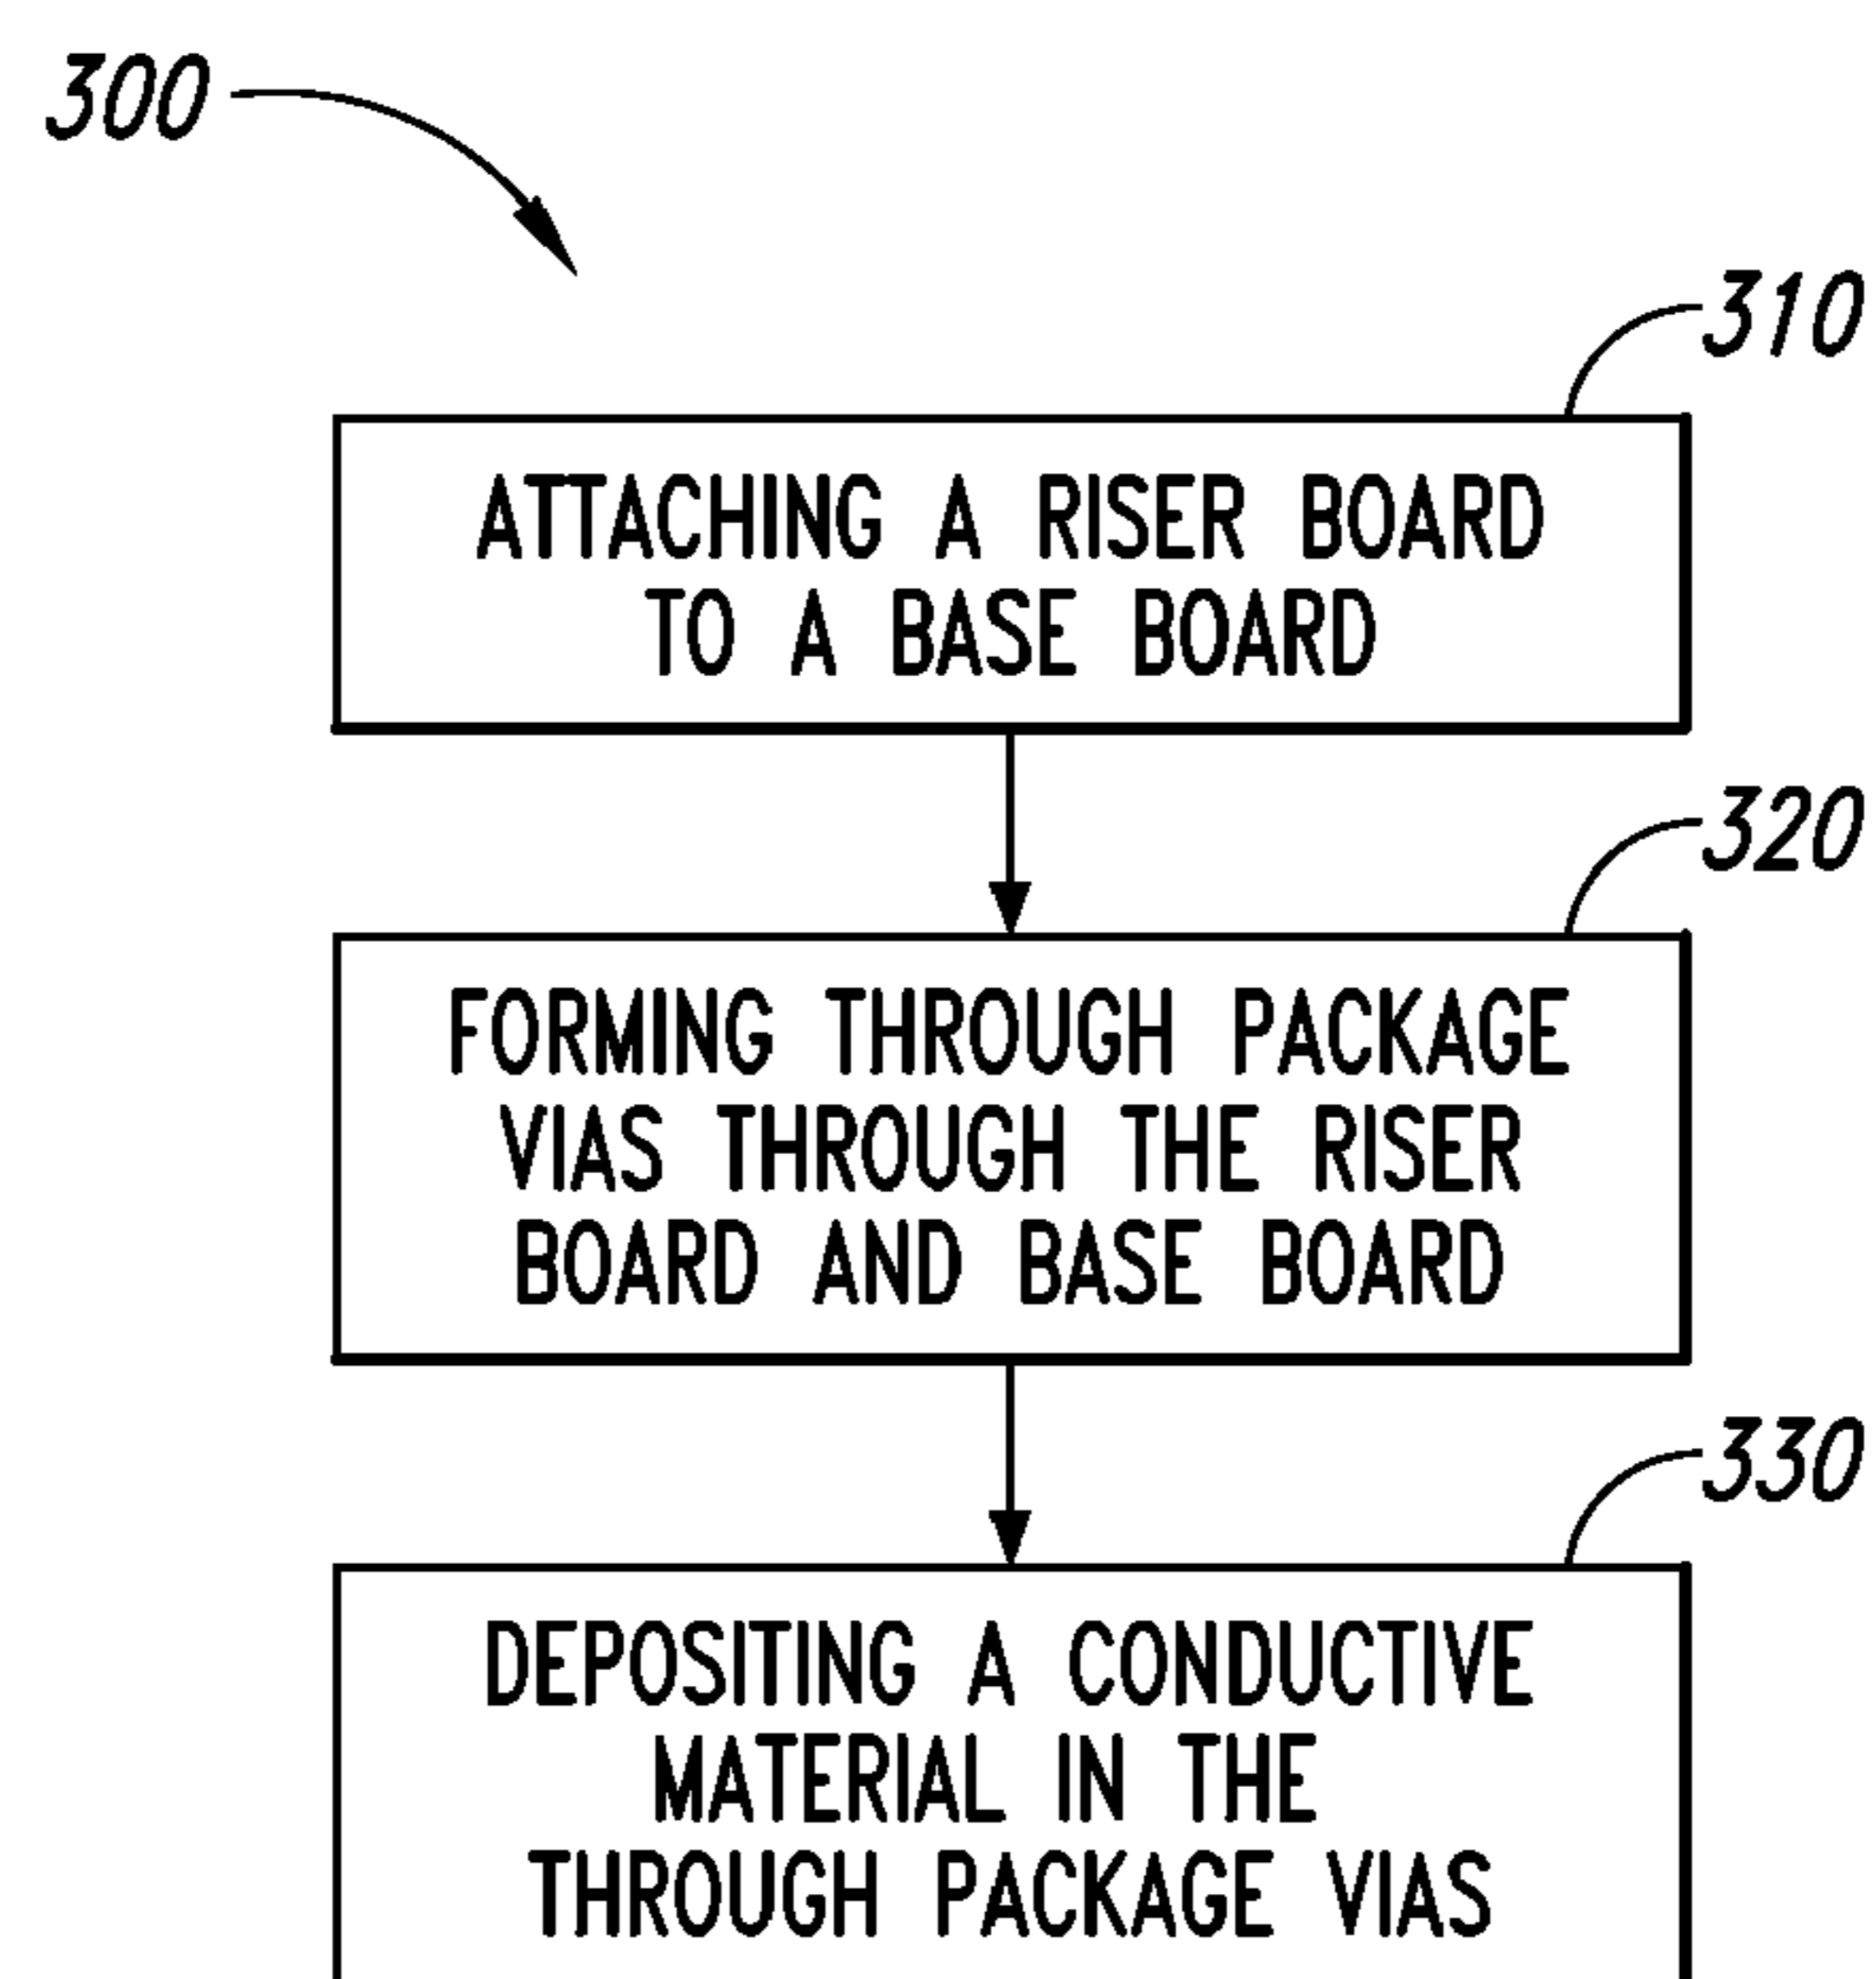 300
310
ATTACHING A RISER BOARD
TO A BASE BOARD
320
FORMING THROUGH PACKAGE
VIAS THROUGH THE RISER
BOARD AND BASE BOARD
330
DEPOSITING A CONDUCTIVE
MATERIAL IN THE
THROUGH PACKAGE VIAS